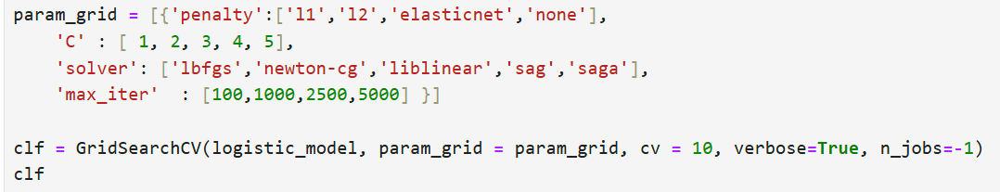 param_grid = [{'penalty':['l1','l2','elasticnet','none'],
    'C' : [ 1, 2, 3, 4, 5],
    'solver': ['lbfgs','newton-cg','liblinear','sag','saga'],
    'max_iter'  : [100,1000,2500,5000] }]

clf = GridSearchCV(logistic_model, param_grid = param_grid, cv = 10, verbose=True, n_jobs=-1)
clf